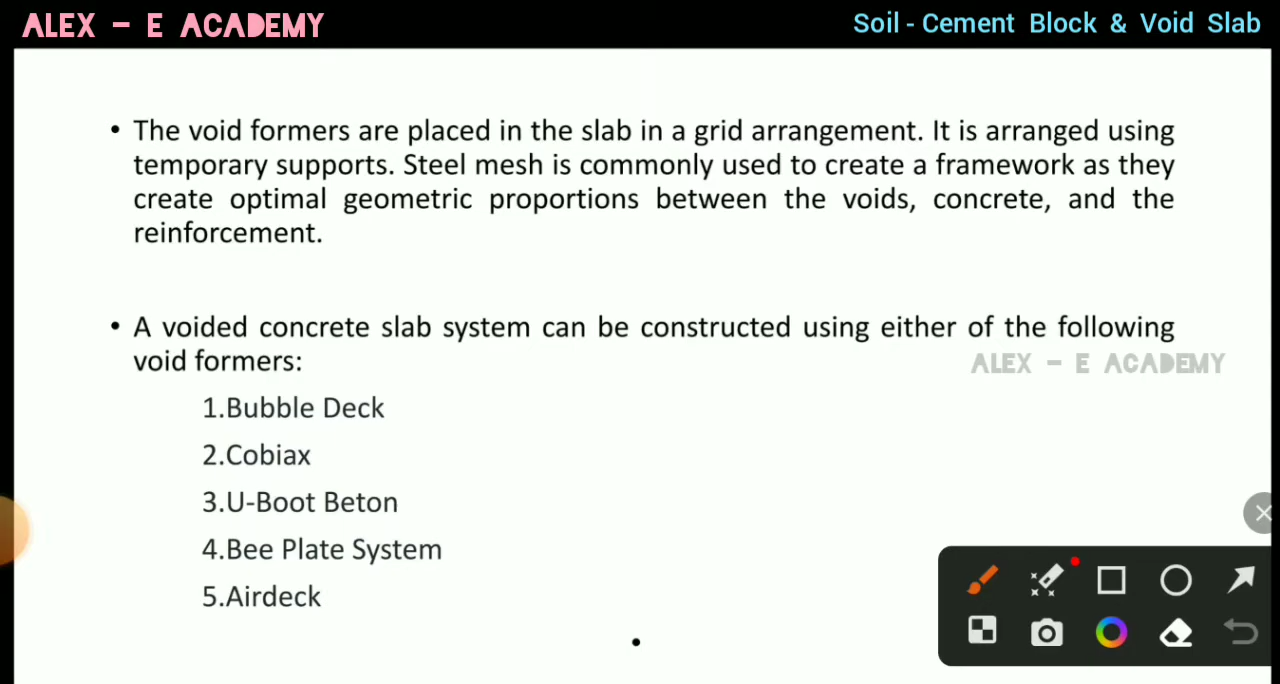 ALEX - E ACADEMY
Soil - Cement Block & Void Slab
• The void formers are placed in the slab in a grid arrangement. It is arranged using
temporary supports. Steel mesh is commonly used to create a framework as they
create optimal geometric proportions between the voids, concrete, and the
reinforcement.
• A voided concrete slab system can be constructed using either of the following
void formers:
ALEX - E ACADEMY
1.Bubble Deck
2.Cobiax
3.U-Boot Beton
4.Bee Plate System
5.Airdeck